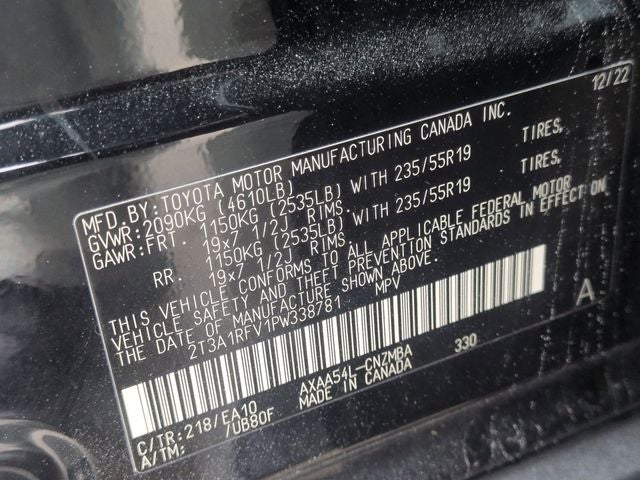 12/22
MFD.BY:TOYOTA MOTOR MANUFACTURING CANADA INC.
GVWR:2090KG (4610LB)
GAWR:FRT. 1150KG (2535LB) WITH 235/55R19 TIRES,
19x7 1/2J RIMS.
RR. 1150KG (2535LB) WITH 235/55R19 TIRES,
19x7 1/2J RIMS.
THIS VEHICLE CONFORMS TO ALL APPLICABLE FEDERAL MOTOR
VEHICLE SAFETY AND THEFT PREVENTION STANDARDS IN EFFECT ON
THE DATE OF MANUFACTURE SHOWN ABOVE.
2T3A1RFV1PW338781 MPV
A
C/TR:218/EA10 AXAA54L-CNZMBA 330
A/TM: /UB80F MADE IN CANADA